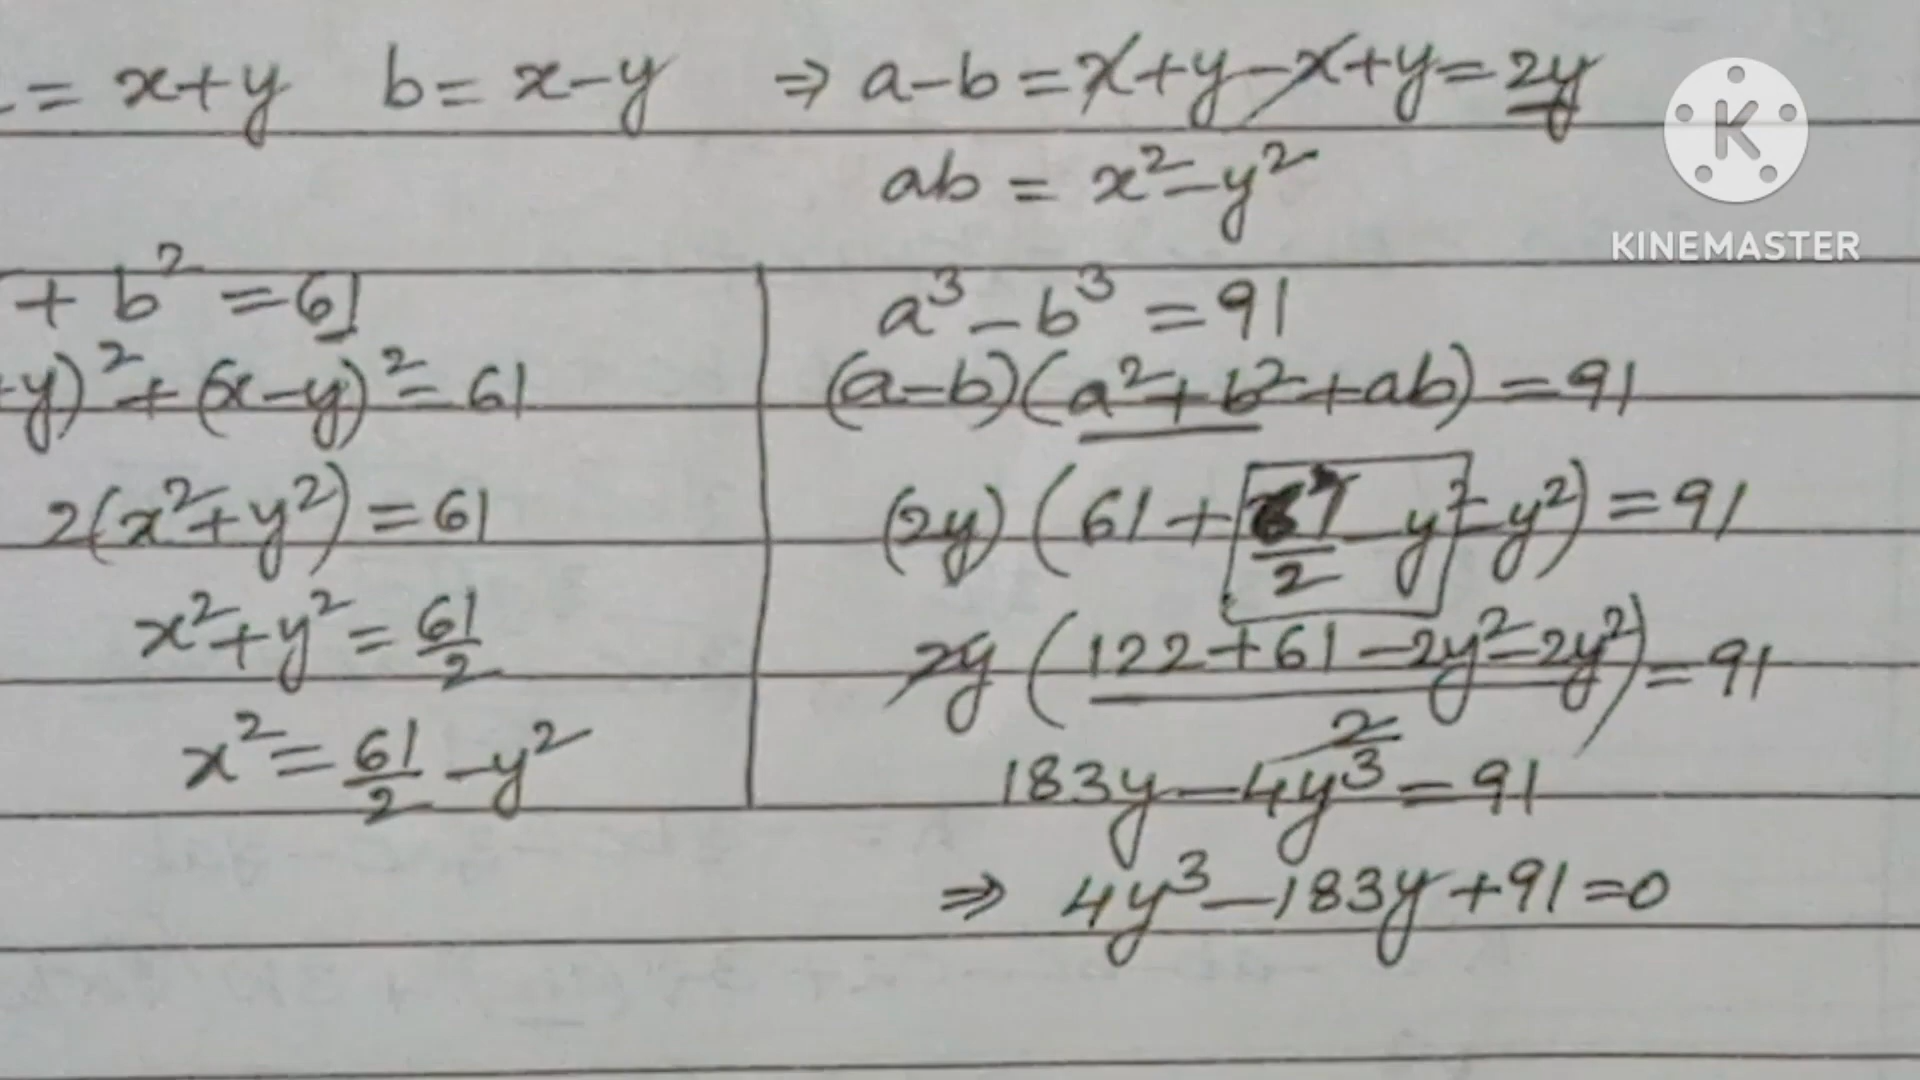 = x+y b= x-y ⇒ a-b = x+y-x+y = 2y
ab = x²-y²
+ b² = 61
y)² + (x-y)² = 61
2(x²+y²) = 61
x²+y² = 61/2
x² = 61/2 - y²
a³ - b³ = 91
(a-b)(a²+b²+ab) = 91
(2y) (61 + 61/2 - y² - y²) = 91
2y (122+61-2y²-2y²/2) = 91
183y - 4y³ = 91
⇒ 4y³ - 183y + 91 = 0
K
KINEMASTER